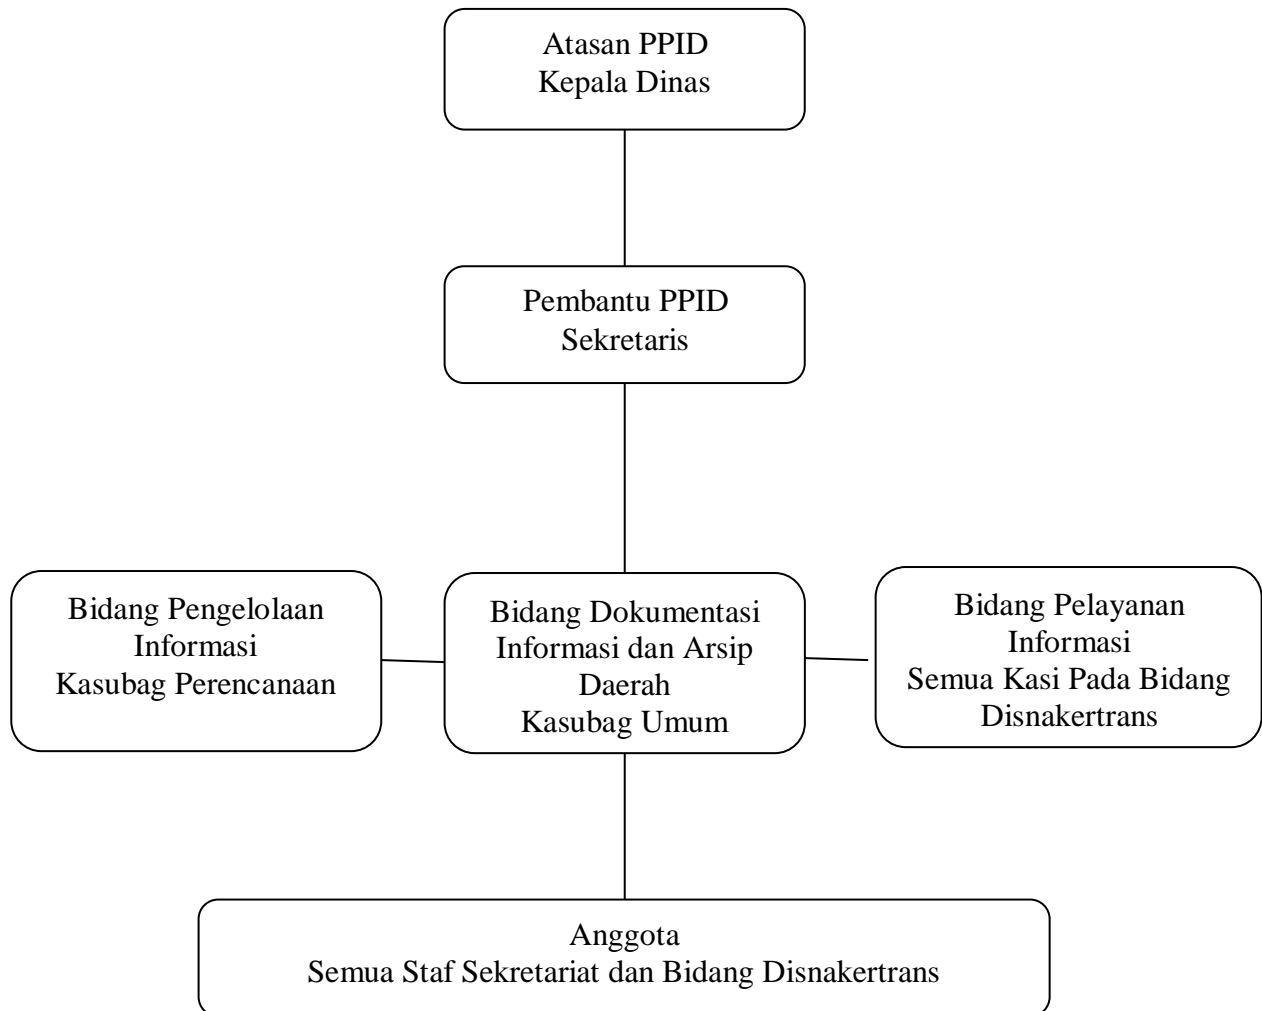 Atasan PPID
Kepala Dinas
Pembantu PPID
Sekretaris
Bidang Pengelolaan
Informasi
Kasubag Perencanaan
Bidang Dokumentasi
Informasi dan Arsip
Daerah
Kasubag Umum
Bidang Pelayanan
Informasi
Semua Kasi Pada Bidang
Disnakertrans
Anggota
Semua Staf Sekretariat dan Bidang Disnakertrans